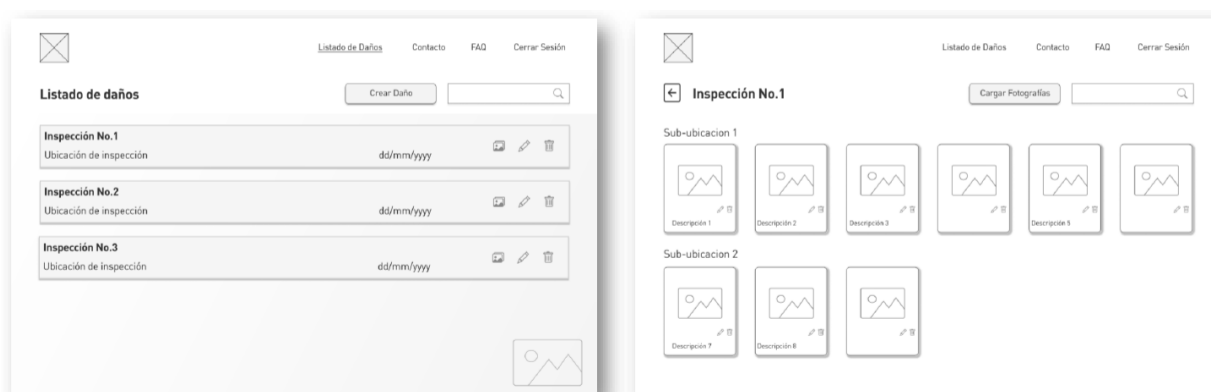 Listado de Daños Contacto FAQ Cerrar Sesión
Listado de daños Crear Daño
Inspección No.1
Ubicación de inspección dd/mm/yyyy
Inspección No.2
Ubicación de inspección dd/mm/yyyy
Inspección No.3
Ubicación de inspección dd/mm/yyyy
Listado de Daños Contacto FAQ Cerrar Sesión
Inspección No.1 Cargar Fotografías
Sub-ubicacion 1
Descripción 1 Descripción 2 Descripción 3 Descripción 5
Sub-ubicacion 2
Descripción 7 Descripción 8